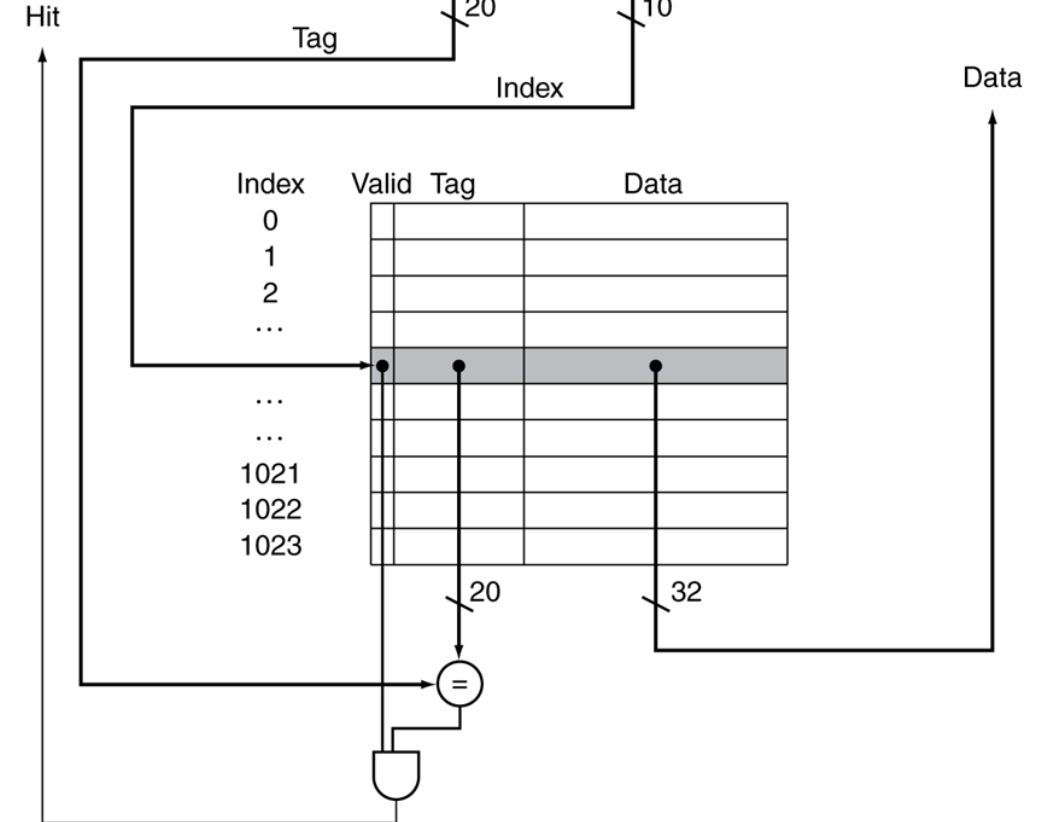 Hit
20
10
Tag
Index
Data
Index Valid Tag Data
0
1
2
...
...
...
1021
1022
1023
20
32
=